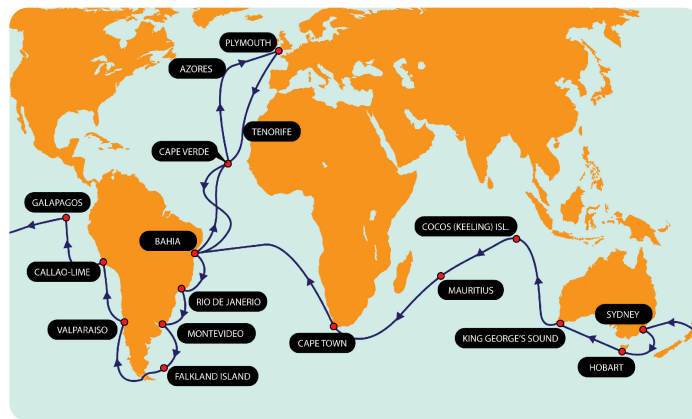 PLYMOUTH
AZORES
TENORIFE
CAPE VERDE
GALAPAGOS
COCOS (KEELING) ISL.
BAHIA
CALLAO-LIME
MAURITIUS
RIO DE JANERIO
SYDNEY
VALPARAISO
MONTEVIDEO
CAPE TOWN
KING GEORGE'S SOUND
HOBART
FALKLAND ISLAND